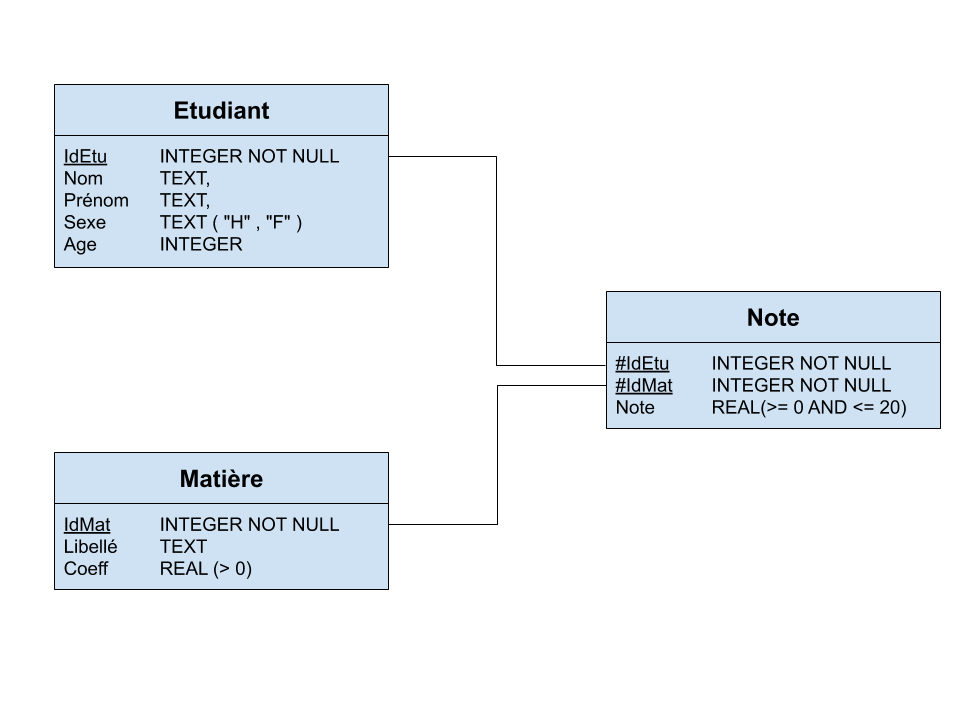 Etudiant
IdEtu INTEGER NOT NULL
Nom TEXT,
Prénom TEXT,
Sexe TEXT ( "H" , "F" )
Age INTEGER
Note
#IdEtu INTEGER NOT NULL
#IdMat INTEGER NOT NULL
Note REAL(>= 0 AND <= 20)
Matière
IdMat INTEGER NOT NULL
Libellé TEXT
Coeff REAL (> 0)